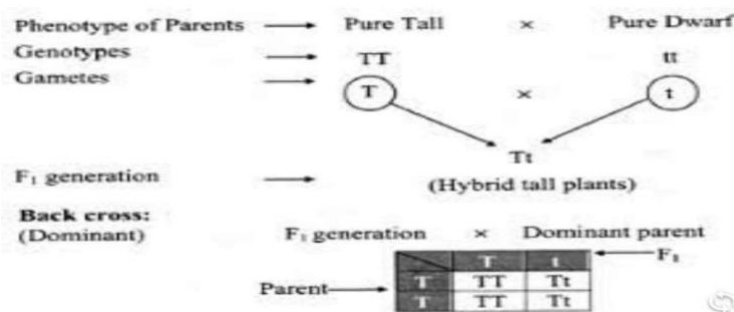 Phenotype of Parents Pure Tall × Pure Dwarf
Genotypes TT tt
Gametes T × t
Tt
F₁ generation (Hybrid tall plants)
Back cross:
(Dominant) F₁ generation × Dominant parent
T t F₁
Parent T TT Tt
T TT Tt